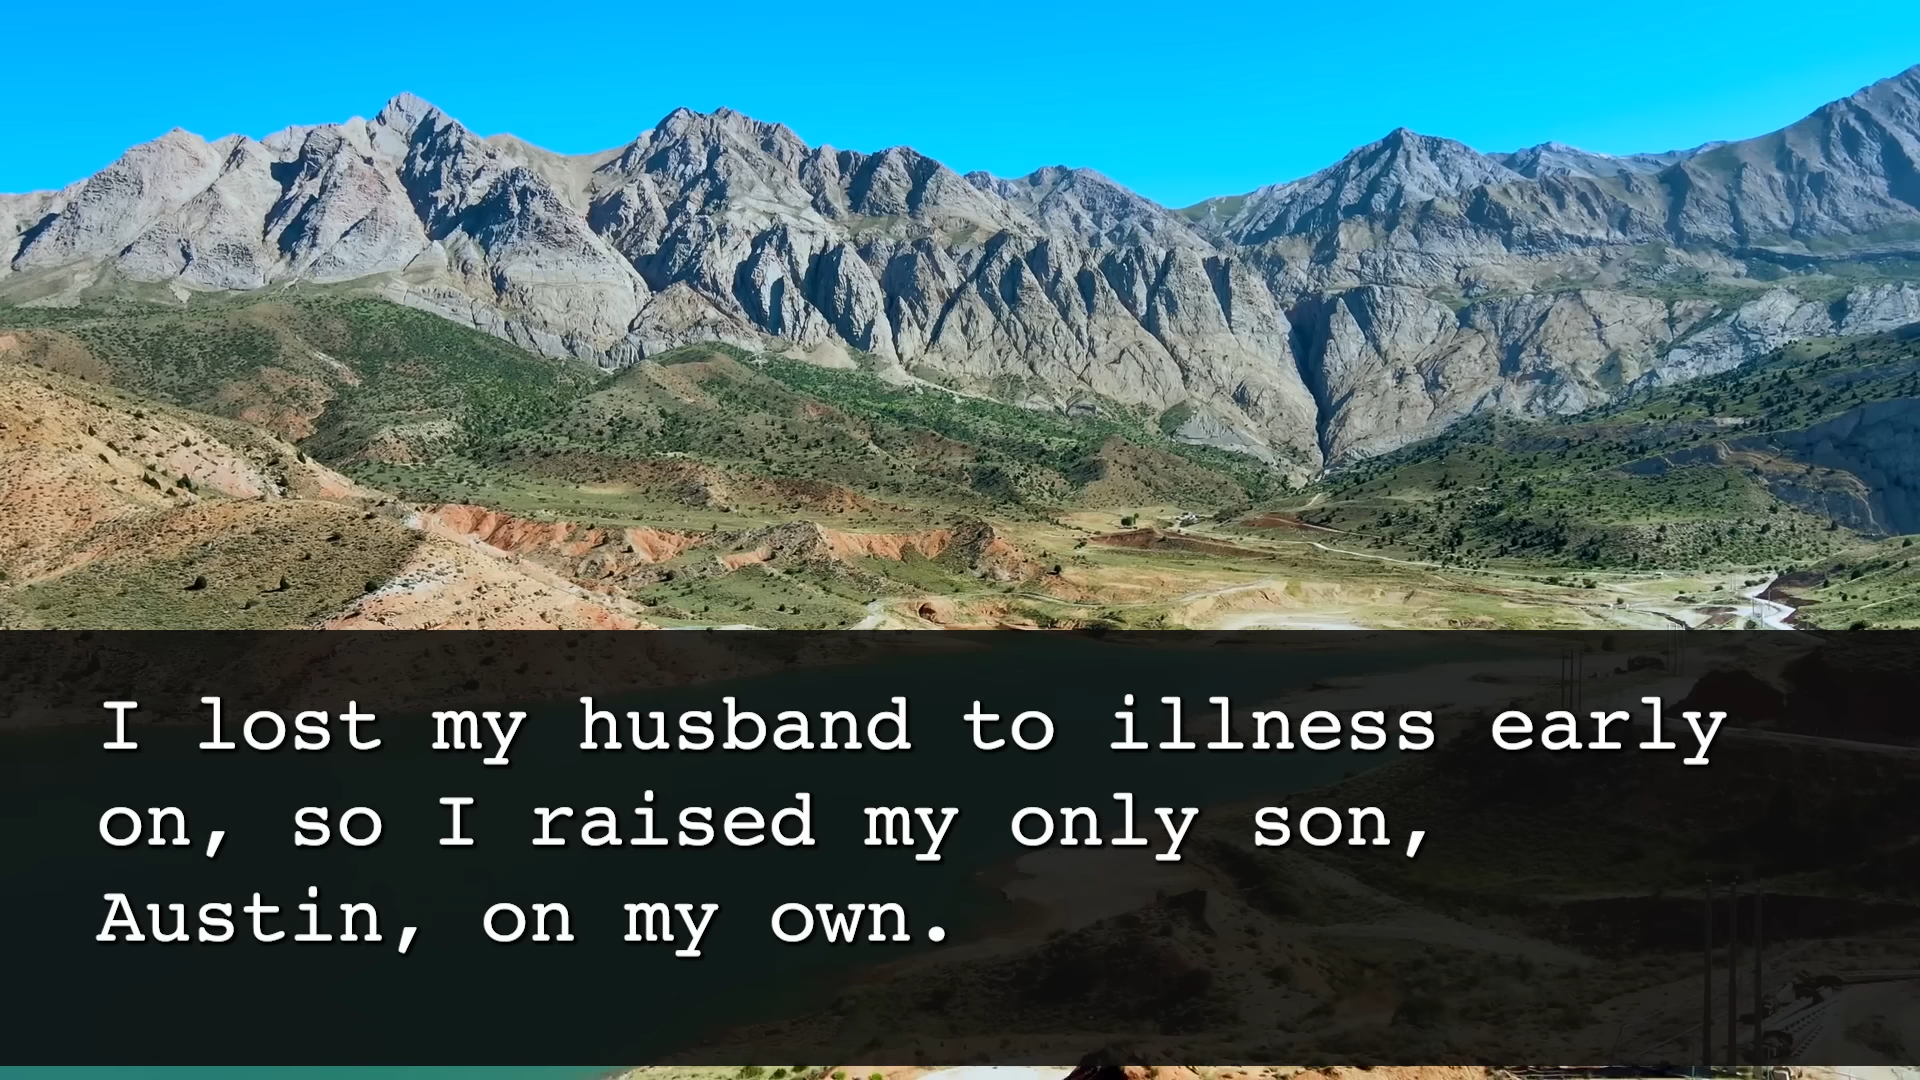 I lost my husband to illness early
on, so I raised my only son,
Austin, on my own.